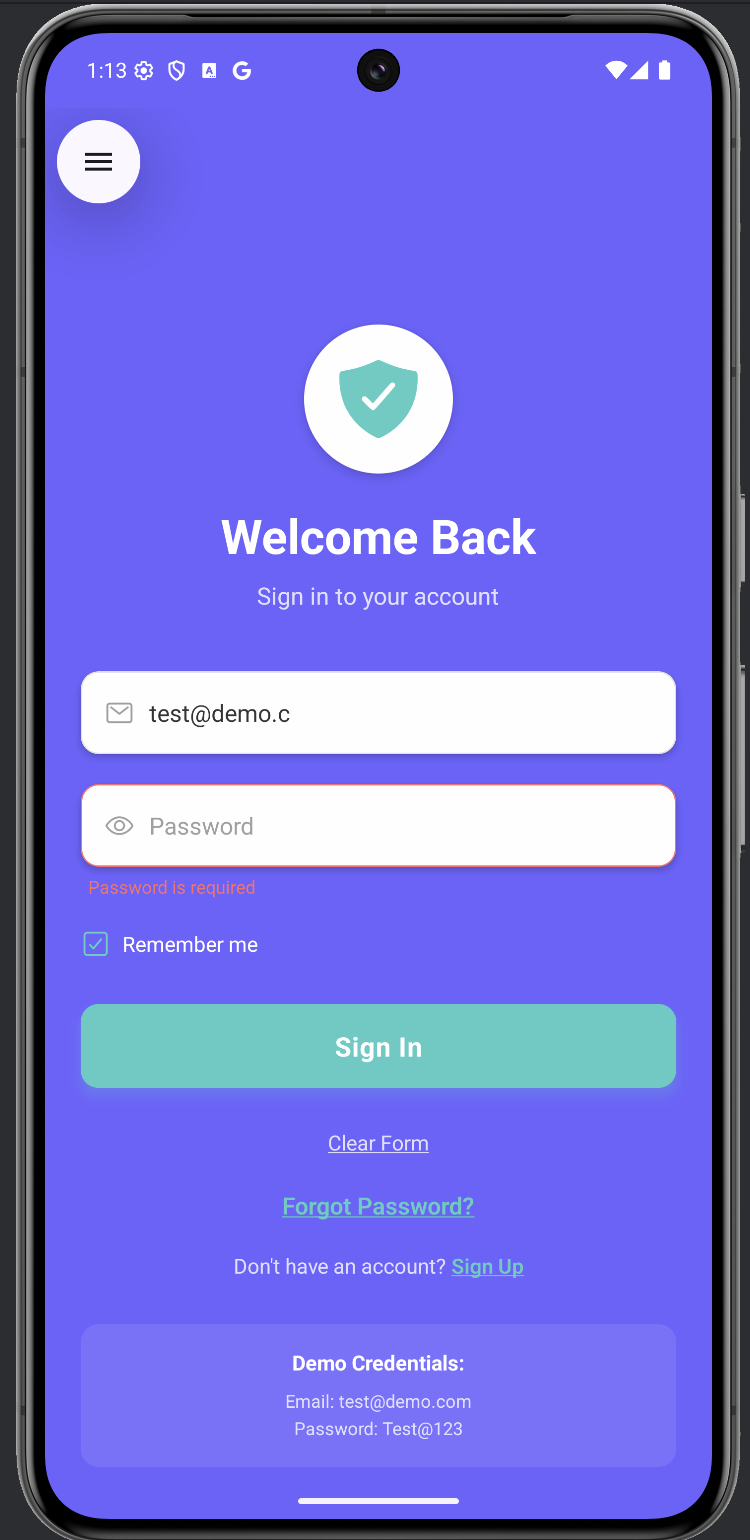 1:13
Welcome Back
Sign in to your account
test@demo.c
Password
Password is required
Remember me
Sign In
Clear Form
Forgot Password?
Don't have an account? Sign Up
Demo Credentials:
Email: test@demo.com
Password: Test@123